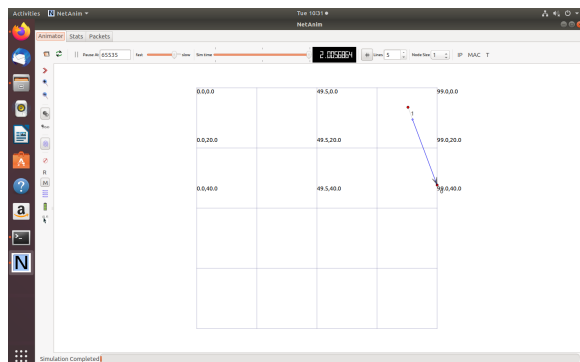 Activities NetAnim Tue 10:31
NetAnim
Animator Stats Packets
Pause At 65535 Fast slow Sim time 2.0056864 Lines 5 Node Size 1 IP MAC T
0.0,0.0 49.5,0.0 99.0,0.0
1
0.0,20.0 49.5,20.0 99.0,20.0
R
M
0.0,40.0 49.5,40.0 99.0,40.0
0
Simulation Completed